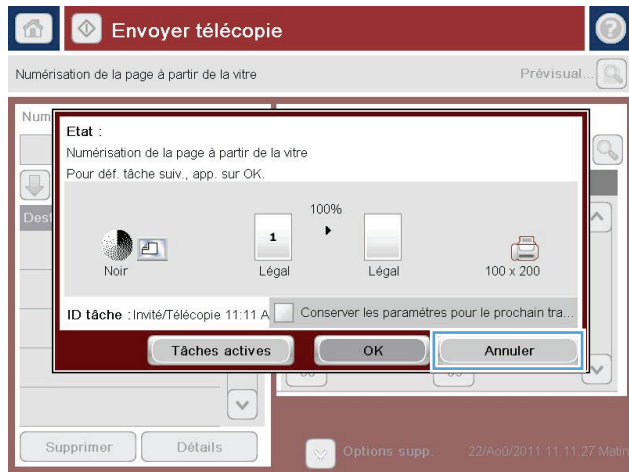 Envoyer télécopie
Numérisation de la page à partir de la vitre
Prévisual...
Num
Etat :
Numérisation de la page à partir de la vitre
Pour déf. tâche suiv., app. sur OK.
Dest
100%
1
Noir
Légal
Légal
100 x 200
ID tâche : Invité/Télécopie 11:11 A
Conserver les paramétres pour le prochain tra...
Tâches actives
OK
Annuler
Supprimer
Détails
Options supp.
22/Aoû/2011 11:11:27 Matin